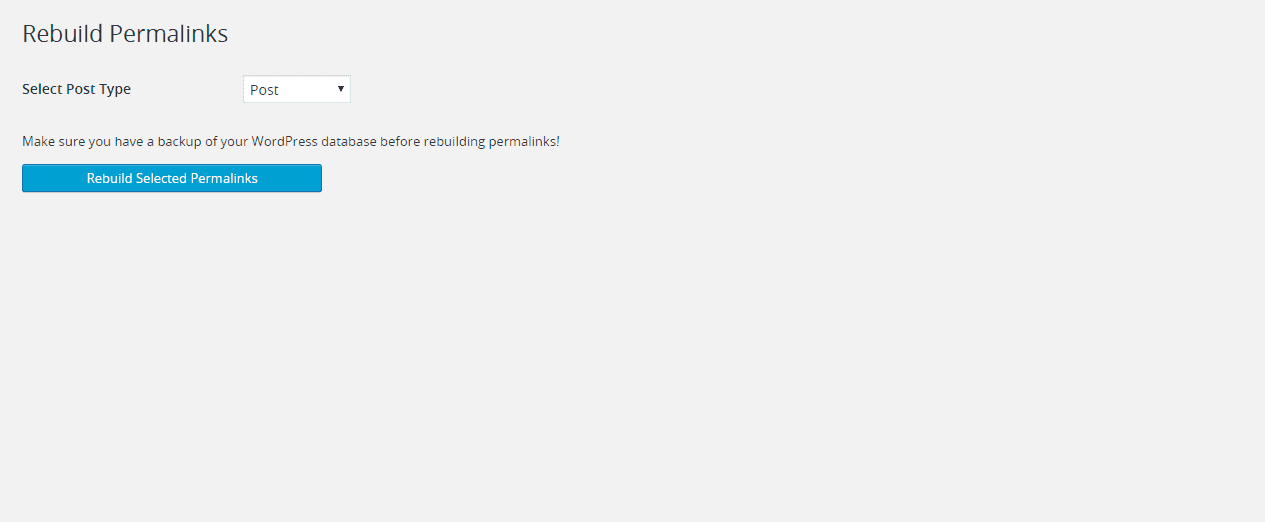 Rebuild Permalinks
Select Post Type Post
Make sure you have a backup of your WordPress database before rebuilding permalinks!
Rebuild Selected Permalinks